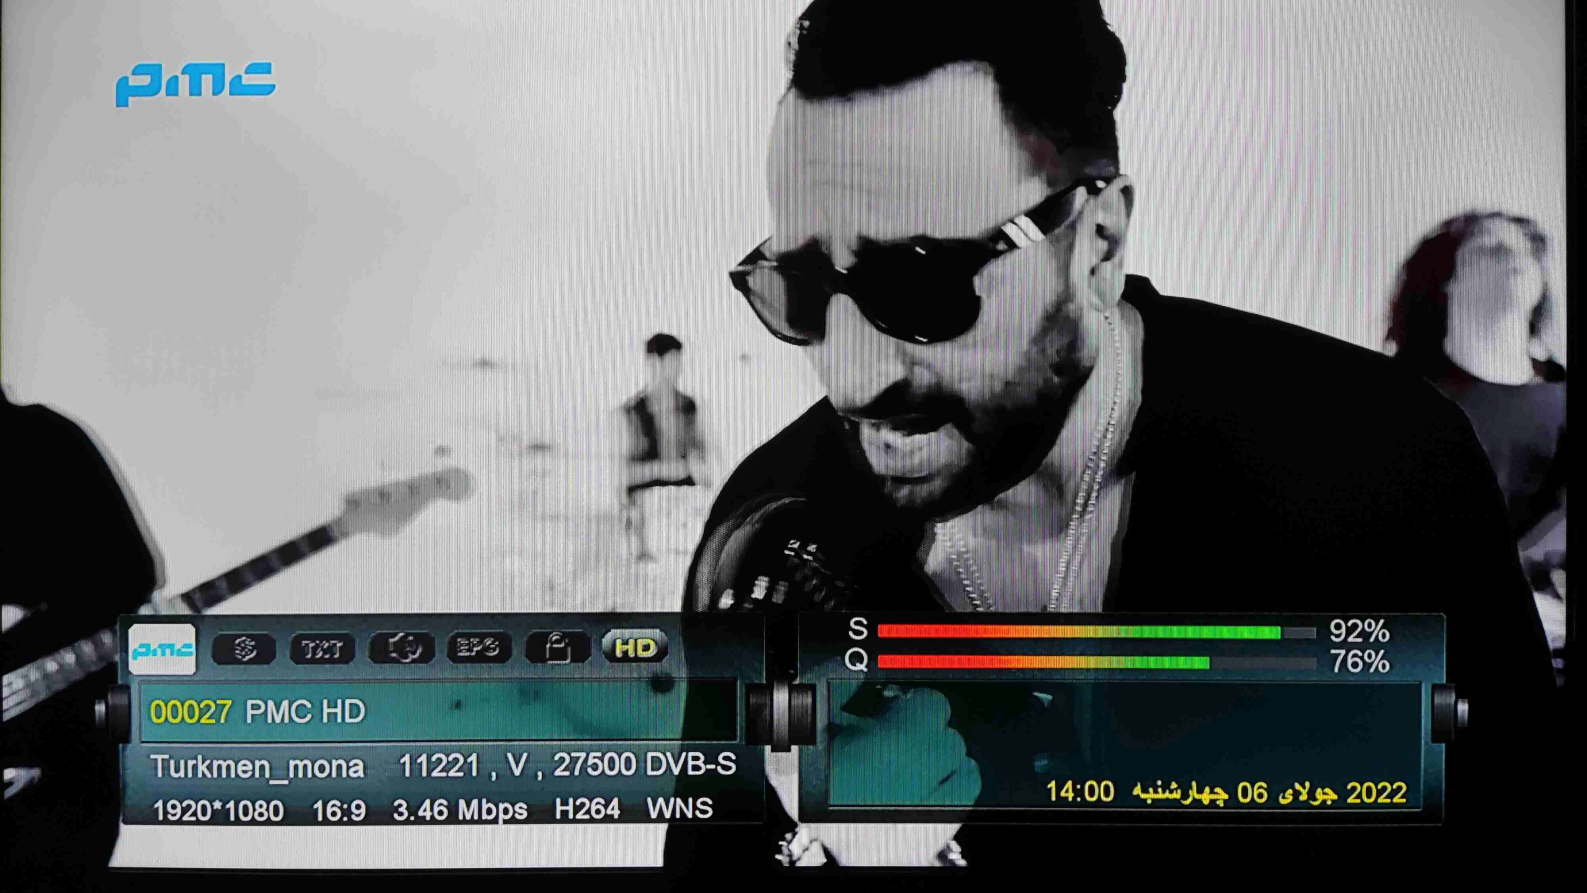 pmc
pmc $ TXT EPG HD
S 92%
Q 76%
00027 PMC HD
Turkmen_mona 11221 , V , 27500 DVB-S
1920*1080 16:9 3.46 Mbps H264 WNS
14:00 چهارشنبه 06 جولای 2022